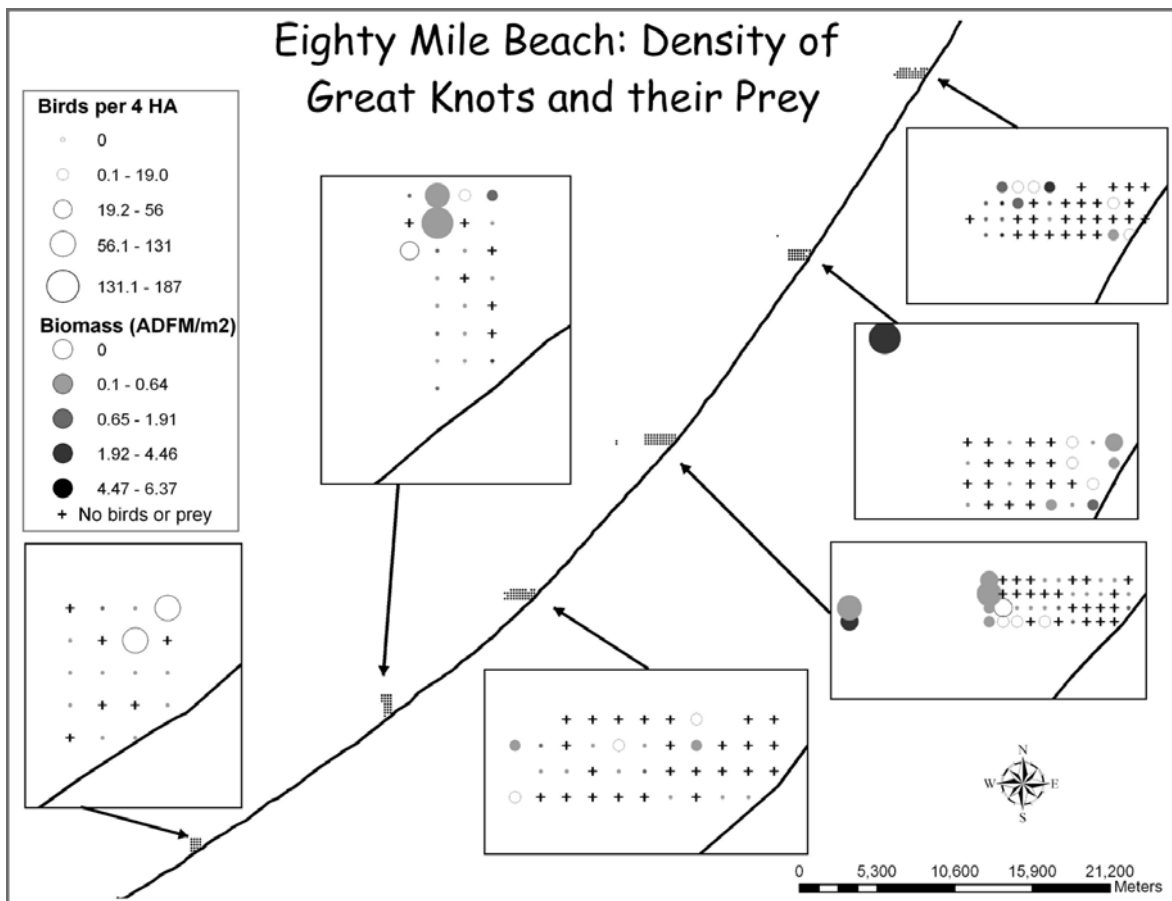 Eighty Mile Beach: Density of
Great Knots and their Prey
Birds per 4 HA
0
0.1 - 19.0
19.2 - 56
56.1 - 131
131.1 - 187
Biomass (ADFM/m2)
0
0.1 - 0.64
0.65 - 1.91
1.92 - 4.46
4.47 - 6.37
No birds or prey
N
W E
S
0 5,300 10,600 15,900 21,200
Meters